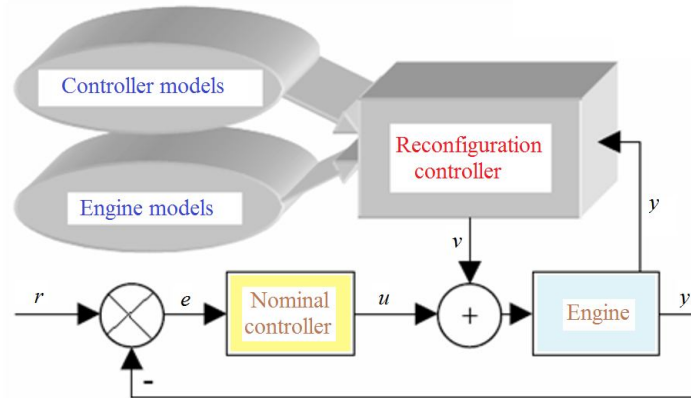 Controller models
Reconfiguration
controller
Engine models
y
v
r
e
Nominal
controller
u
+
Engine
y
-